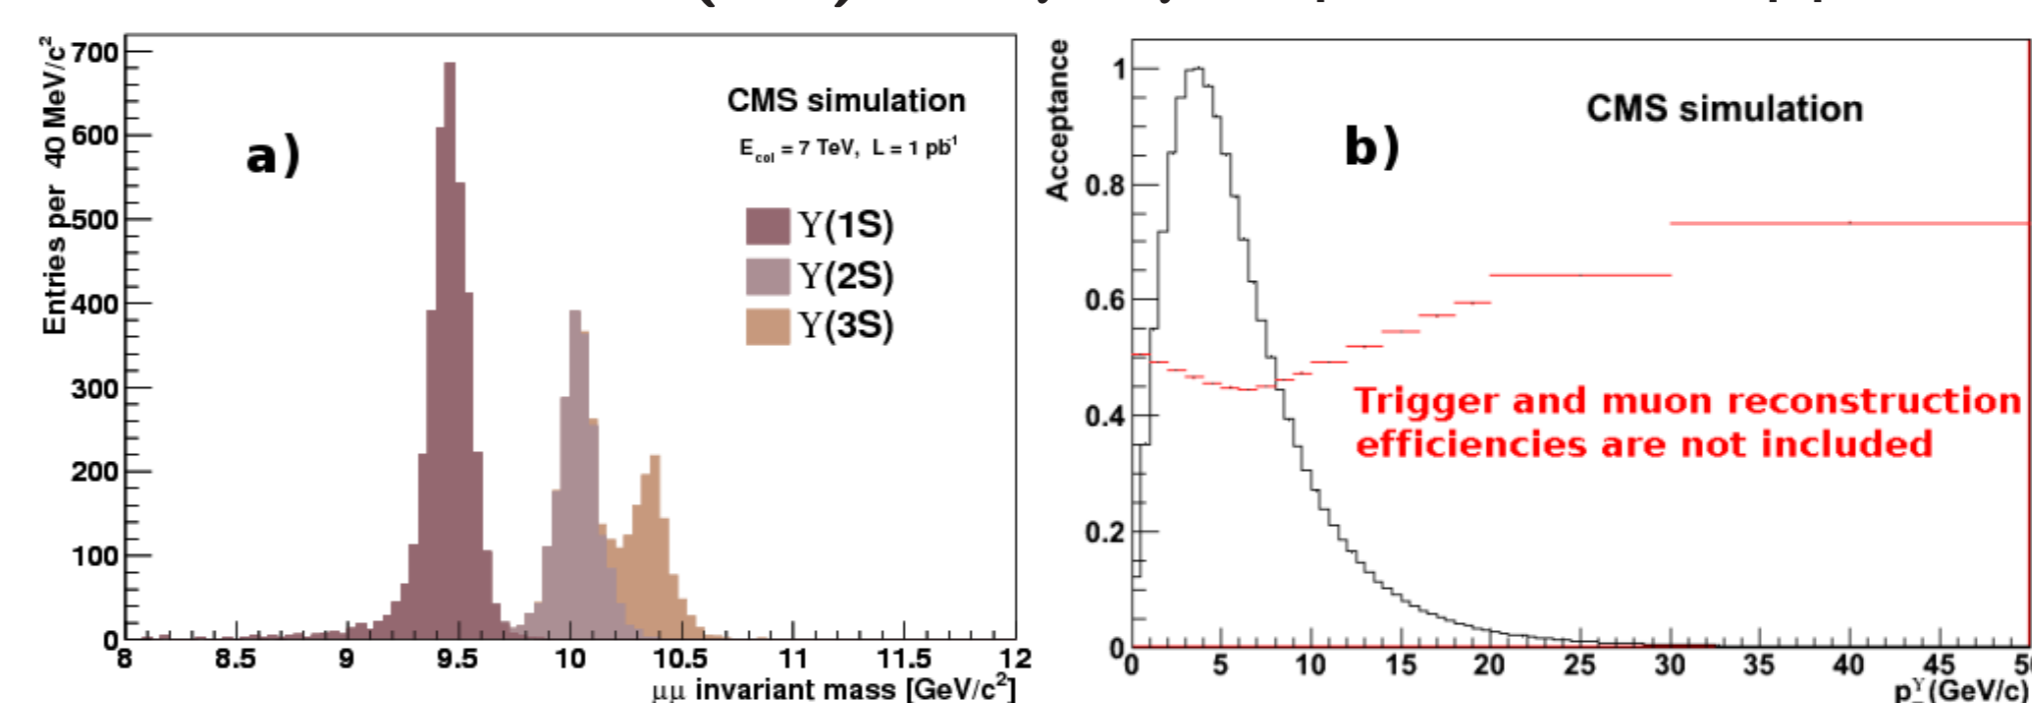 700
600
500
400
300
200
100
0
Entries per 40 MeV/c²
a)
CMS simulation
E_col = 7 TeV, L = 1 pb⁻¹
ϒ(1S)
ϒ(2S)
ϒ(3S)
8 8.5 9 9.5 10 10.5 11 11.5 12
μμ invariant mass [GeV/c²]
Acceptance
1
0.8
0.6
0.4
0.2
0
b)
CMS simulation
Trigger and muon reconstruction
efficiencies are not included
0 5 10 15 20 25 30 35 40 45
p^ϒ (GeV/c)